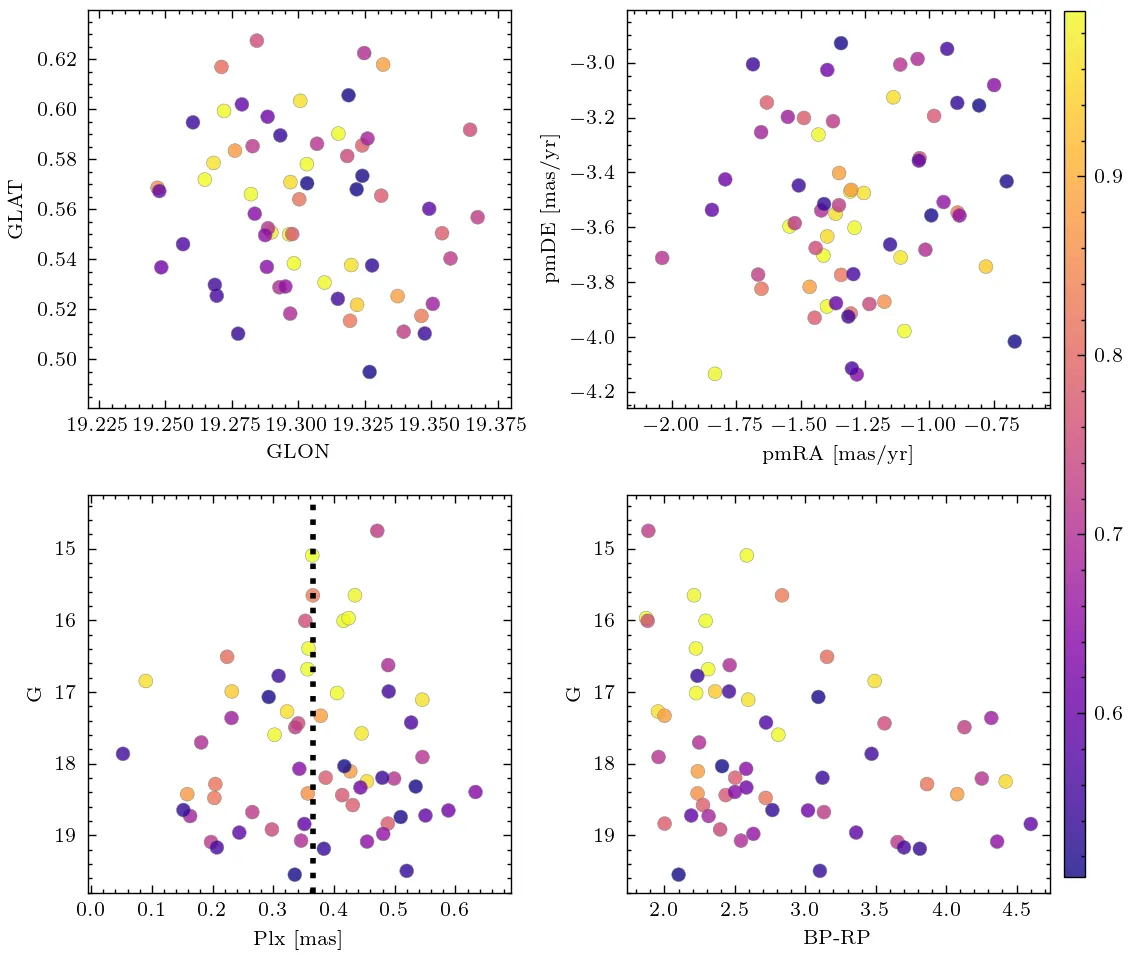 0.62
0.60
0.58
0.56
0.54
0.52
0.50
GLAT
19.225 19.250 19.275 19.300 19.325 19.350 19.375
GLON
−3.0
−3.2
−3.4
−3.6
−3.8
−4.0
−4.2
pmDE [mas/yr]
−2.00 −1.75 −1.50 −1.25 −1.00 −0.75
pmRA [mas/yr]
0.9
0.8
0.7
0.6
15
16
17
18
19
G
0.0 0.1 0.2 0.3 0.4 0.5 0.6
Plx [mas]
15
16
17
18
19
G
2.0 2.5 3.0 3.5 4.0 4.5
BP-RP